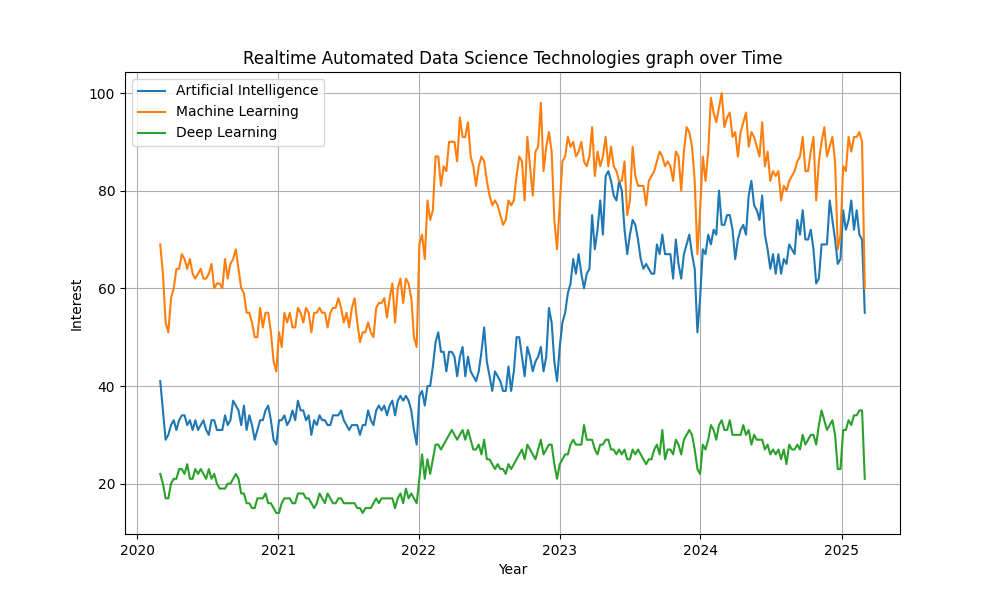 Realtime Automated Data Science Technologies graph over Time
Artificial Intelligence
Machine Learning
Deep Learning
100
80
60
40
20
Interest
2020 2021 2022 2023 2024 2025
Year